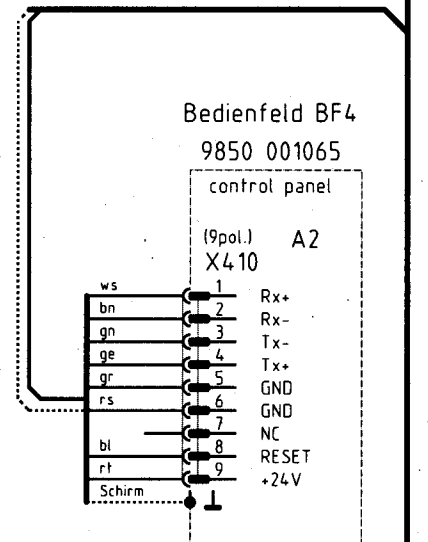 Bedienfeld BF4
9850 001065
control panel
(9pol.) A2
X410
ws 1 Rx+
bn 2 Rx-
gn 3 Tx-
ge 4 Tx+
gr 5 GND
rs 6 GND
7 NC
bl 8 RESET
rt 9 +24V
Schirm